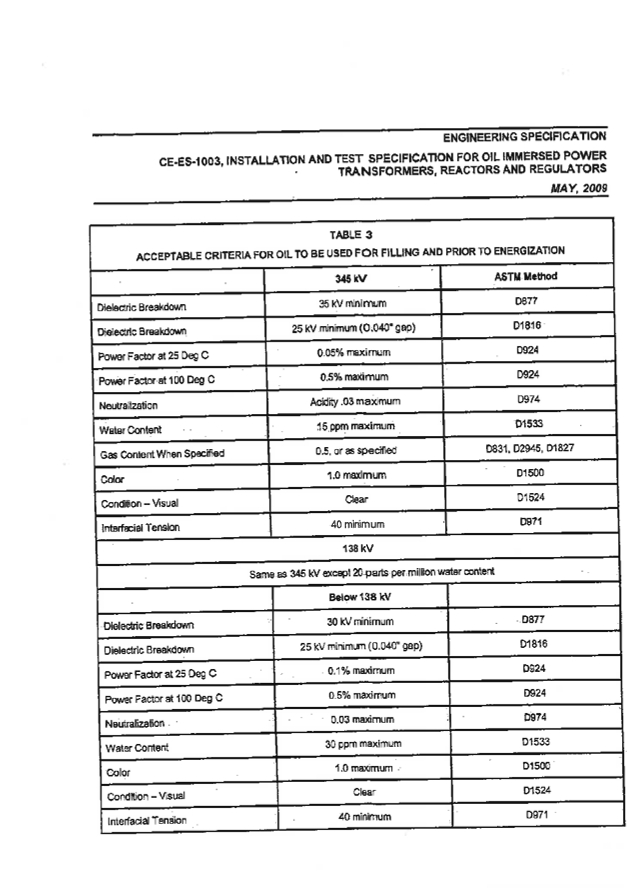 ENGINEERING SPECIFICATION
CE-ES-1003, INSTALLATION AND TEST SPECIFICATION FOR OIL IMMERSED POWER
TRANSFORMERS, REACTORS AND REGULATORS
MAY, 2009
TABLE 3
ACCEPTABLE CRITERIA FOR OIL TO BE USED FOR FILLING AND PRIOR TO ENERGIZATION
345 kV ASTM Method
Dielectric Breakdown 35 kV minimum D877
Dielectric Breakdown 25 kV minimum (0.040" gap) D1816
Power Factor at 25 Deg C 0.05% maximum D924
Power Factor at 100 Deg C 0.5% maximum D924
Neutralization Acidity .03 maximum D974
Water Content 15 ppm maximum D1533
Gas Content When Specified 0.5, or as specified D831, D2945, D1827
Color 1.0 maximum D1500
Condition – Visual Clear D1524
Interfacial Tension 40 minimum D971
138 kV
Same as 345 kV except 20 parts per million water content
Below 138 kV
Dielectric Breakdown 30 kV minimum D877
Dielectric Breakdown 25 kV minimum (0.040" gap) D1816
Power Factor at 25 Deg C 0.1% maximum D924
Power Factor at 100 Deg C 0.5% maximum D924
Neutralization 0.03 maximum D974
Water Content 30 ppm maximum D1533
Color 1.0 maximum D1500
Condition – Visual Clear D1524
Interfacial Tension 40 minimum D971